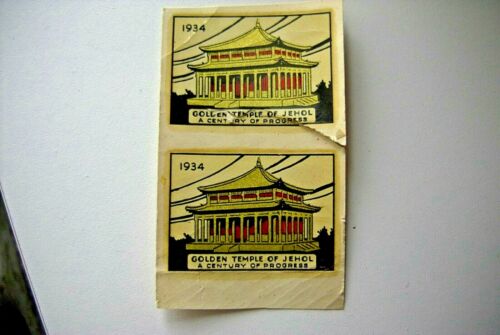 1934
GOLDEN TEMPLE OF JEHOL
A CENTURY OF PROGRESS
1934
GOLDEN TEMPLE OF JEHOL
A CENTURY OF PROGRESS